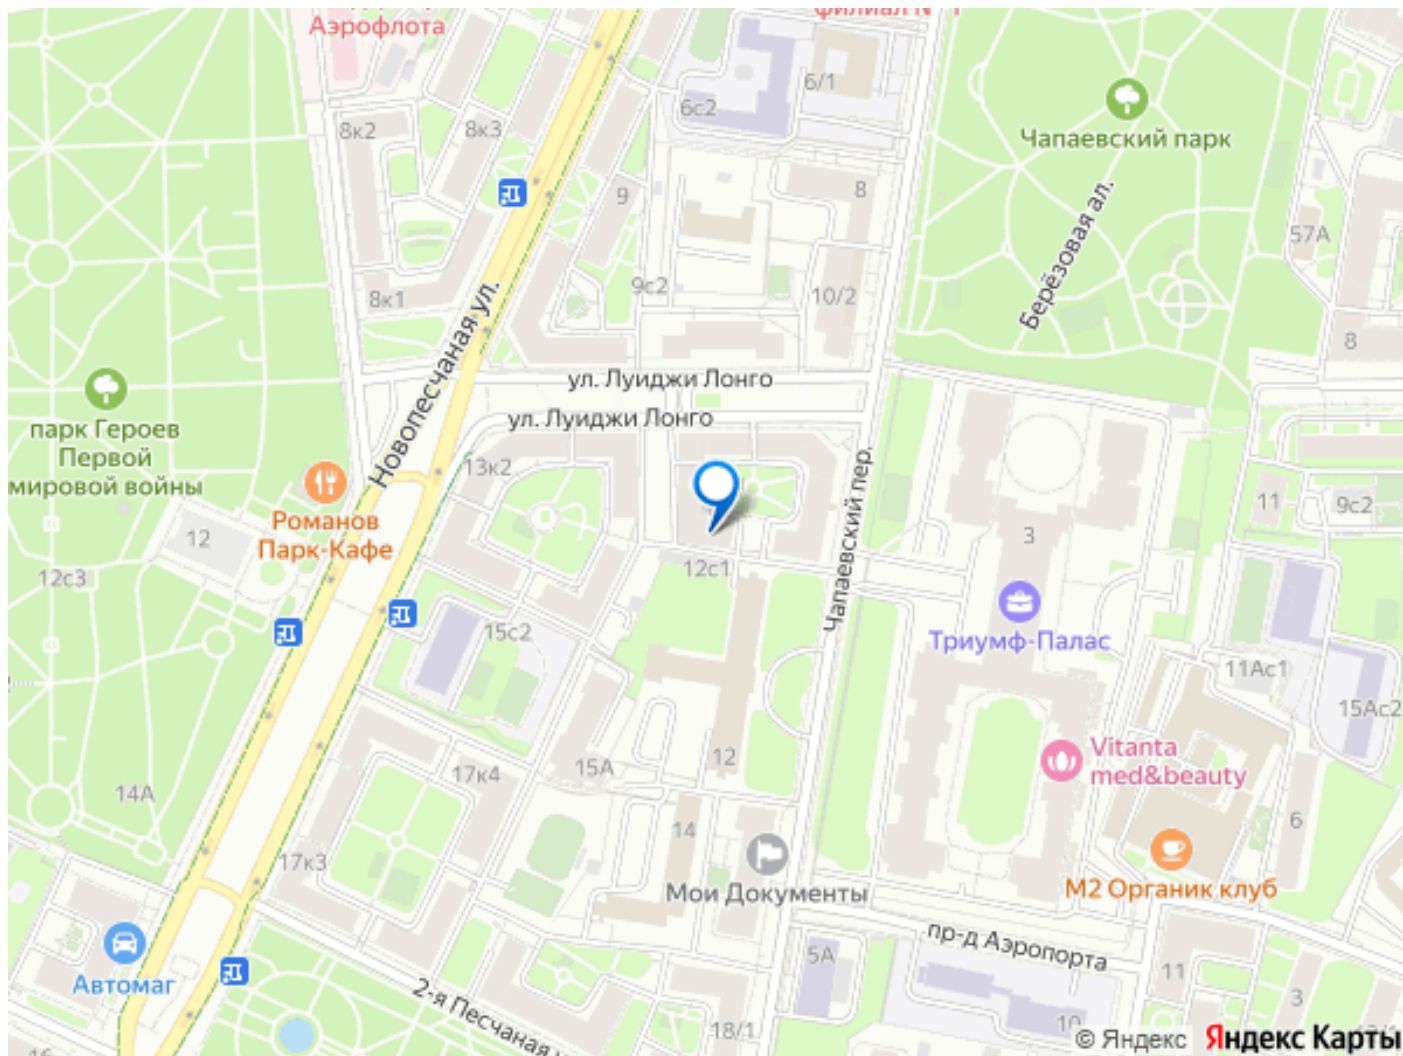 филиал № 1
Аэрофлота
6/1
6с2
8к2
8к3
Чапаевский парк
9
8
Берёзовая ал.
57А
9с2
10/2
8к1
Новопесчаная ул.
8
ул. Луиджи Лонго
ул. Луиджи Лонго
парк Героев
Первой
мировой войны
13к2
Чапаевский пер.
Романов
Парк-Кафе
11
9с2
12
3
12с3
12с1
15с2
Триумф-Палас
11Ас1
15Ас2
Vitanta
med&beauty
12
15А
17к4
14А
14
6
17к3
Мои Документы
М2 Органик клуб
пр-д Аэропорта
5А
11
Автомаг
2-я Песчаная
3
18/1
10
© Яндекс Яндекс Карты